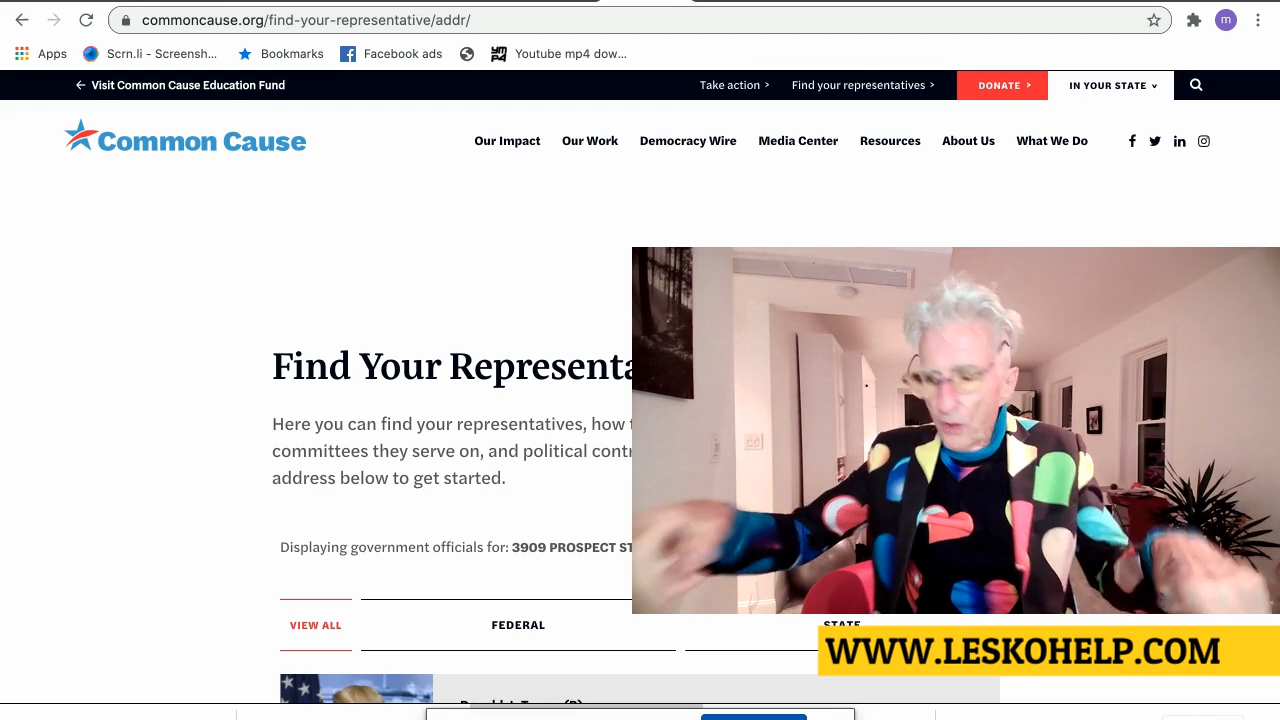 commoncause.org/find-your-representative/addr/
m
Apps
Scrn.li - Screensh...
Bookmarks
Facebook ads
Youtube mp4 dow...
Visit Common Cause Education Fund
Take action >
Find your representatives >
DONATE >
IN YOUR STATE
Common Cause
Our Impact
Our Work
Democracy Wire
Media Center
Resources
About Us
What We Do
Find Your Representa
Here you can find your representatives, how
committees they serve on, and political contr
address below to get started.
Displaying government officials for: 3909 PROSPECT ST
VIEW ALL
FEDERAL
STATE
WWW.LESKOHELP.COM